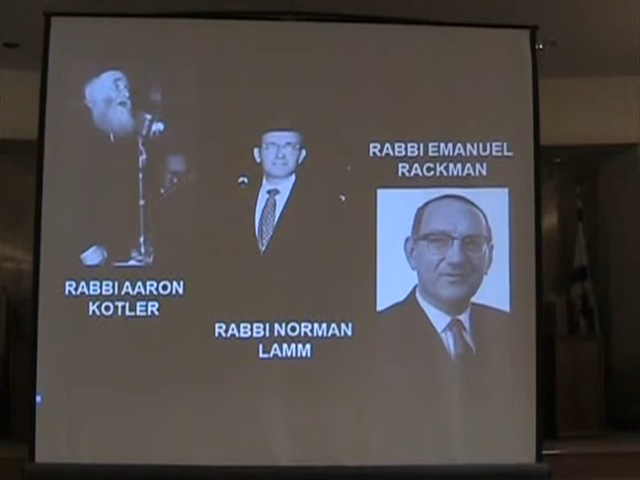 RABBI AARON
KOTLER
RABBI NORMAN
LAMM
RABBI EMANUEL
RACKMAN